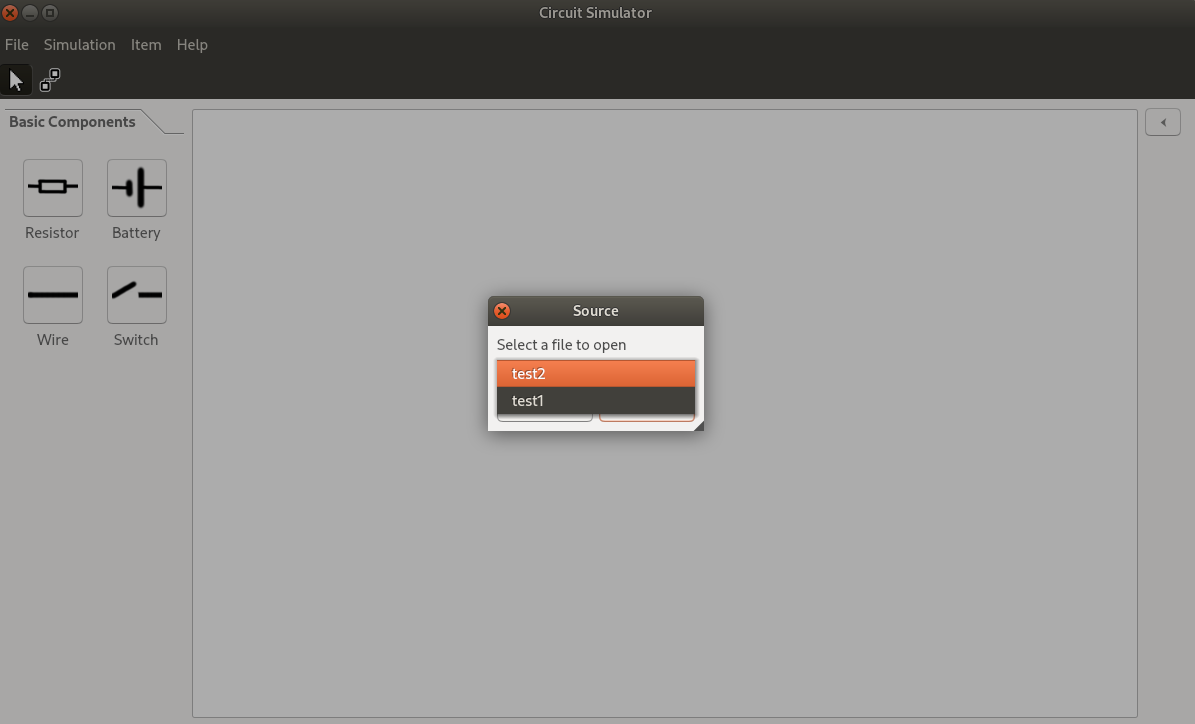 Circuit Simulator
File Simulation Item Help
Basic Components
Resistor Battery
Wire Switch
Source
Select a file to open
test2
test1